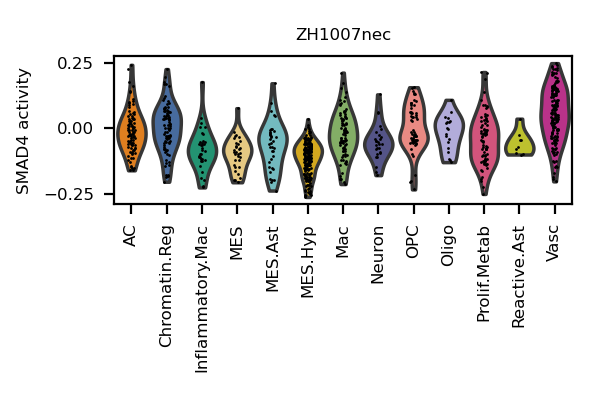 ZH1007nec
SMAD4 activity
0.25
0.00
−0.25
AC
Chromatin.Reg
Inflammatory.Mac
MES
MES.Ast
MES.Hyp
Mac
Neuron
OPC
Oligo
Prolif.Metab
Reactive.Ast
Vasc